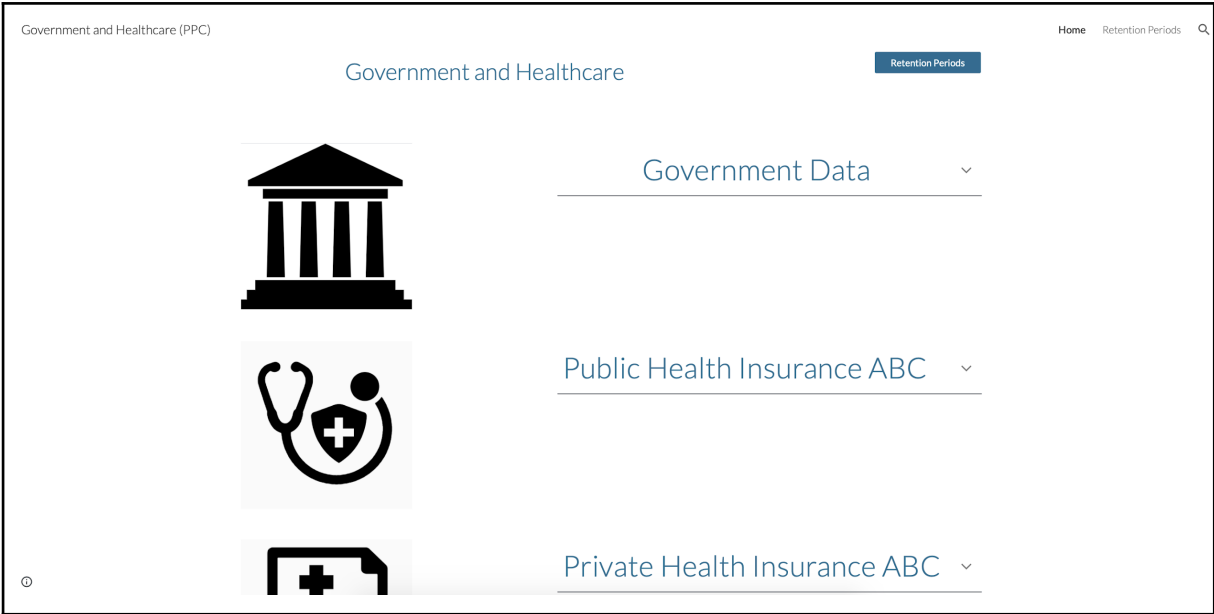 Government and Healthcare (PPC)
Home Retention Periods
Government and Healthcare
Retention Periods
Government Data
Public Health Insurance ABC
Private Health Insurance ABC